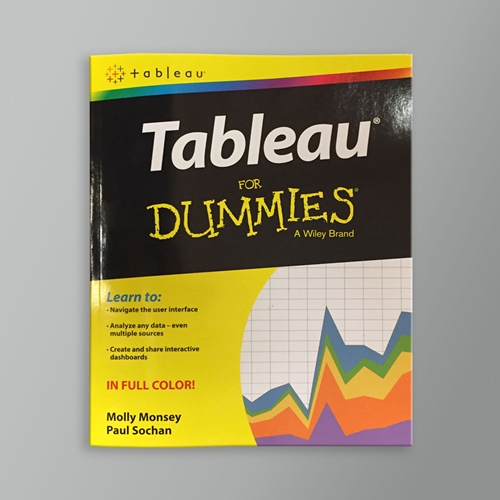 +ableau®
Tableau®
FOR
DUMMIES®
A Wiley Brand
Learn to:
• Navigate the user interface
• Analyze any data – even
multiple sources
• Create and share interactive
dashboards
IN FULL COLOR!
Molly Monsey
Paul Sochan